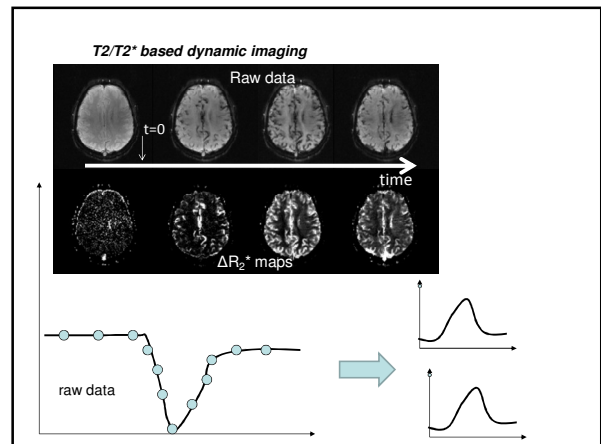 T2/T2* based dynamic imaging
Raw data
t=0
time
ΔR2* maps
raw data